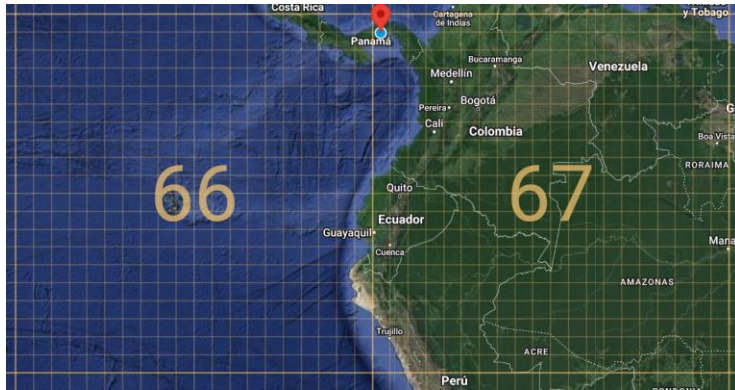 Costa Rica
Cartagena
de Indias
y Tobago
Panamá
Bucaramanga
Venezuela
Medellín
Pereira
Bogotá
Cali
Colombia
Boa Vista
RORAIMA
66
67
Quito
Ecuador
Guayaquil
Cuenca
Mana
AMAZONAS
Trujillo
ACRE
Perú